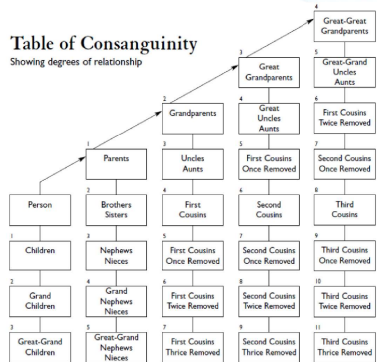 4
Great-Great
Grandparents
Table of Consanguinity
Showing degrees of relationship
3
Great
Grandparents
5
Great-Grand
Uncles
Aunts
2
Grandparents
4
Great
Uncles
Aunts
6
First Cousins
Twice Removed
1
Parents
3
Uncles
Aunts
5
First Cousins
Once Removed
7
Second Cousins
Once Removed
Person
2
Brothers
Sisters
4
First
Cousins
6
Second
Cousins
8
Third
Cousins
1
Children
3
Nephews
Nieces
5
First Cousins
Once Removed
7
Second Cousins
Once Removed
9
Third Cousins
Once Removed
2
Grand
Children
4
Grand
Nephews
Nieces
6
First Cousins
Twice Removed
8
Second Cousins
Twice Removed
10
Third Cousins
Twice Removed
3
Great-Grand
Children
5
Great-Grand
Nephews
Nieces
7
First Cousins
Thrice Removed
9
Second Cousins
Thrice Removed
11
Third Cousins
Thrice Removed